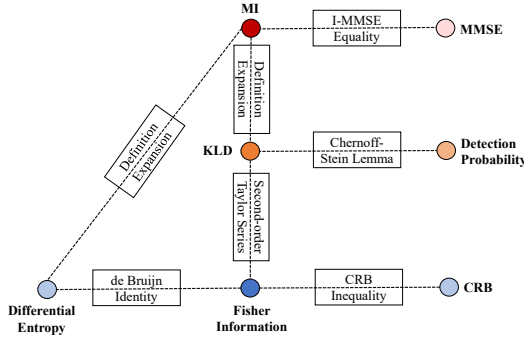 MI
I-MMSE
Equality
MMSE
Definition
Expansion
Definition
Expansion
KLD
Chernoff-
Stein Lemma
Detection
Probability
Second-order
Taylor Series
de Bruijn
Identity
CRB
Inequality
CRB
Differential
Entropy
Fisher
Information